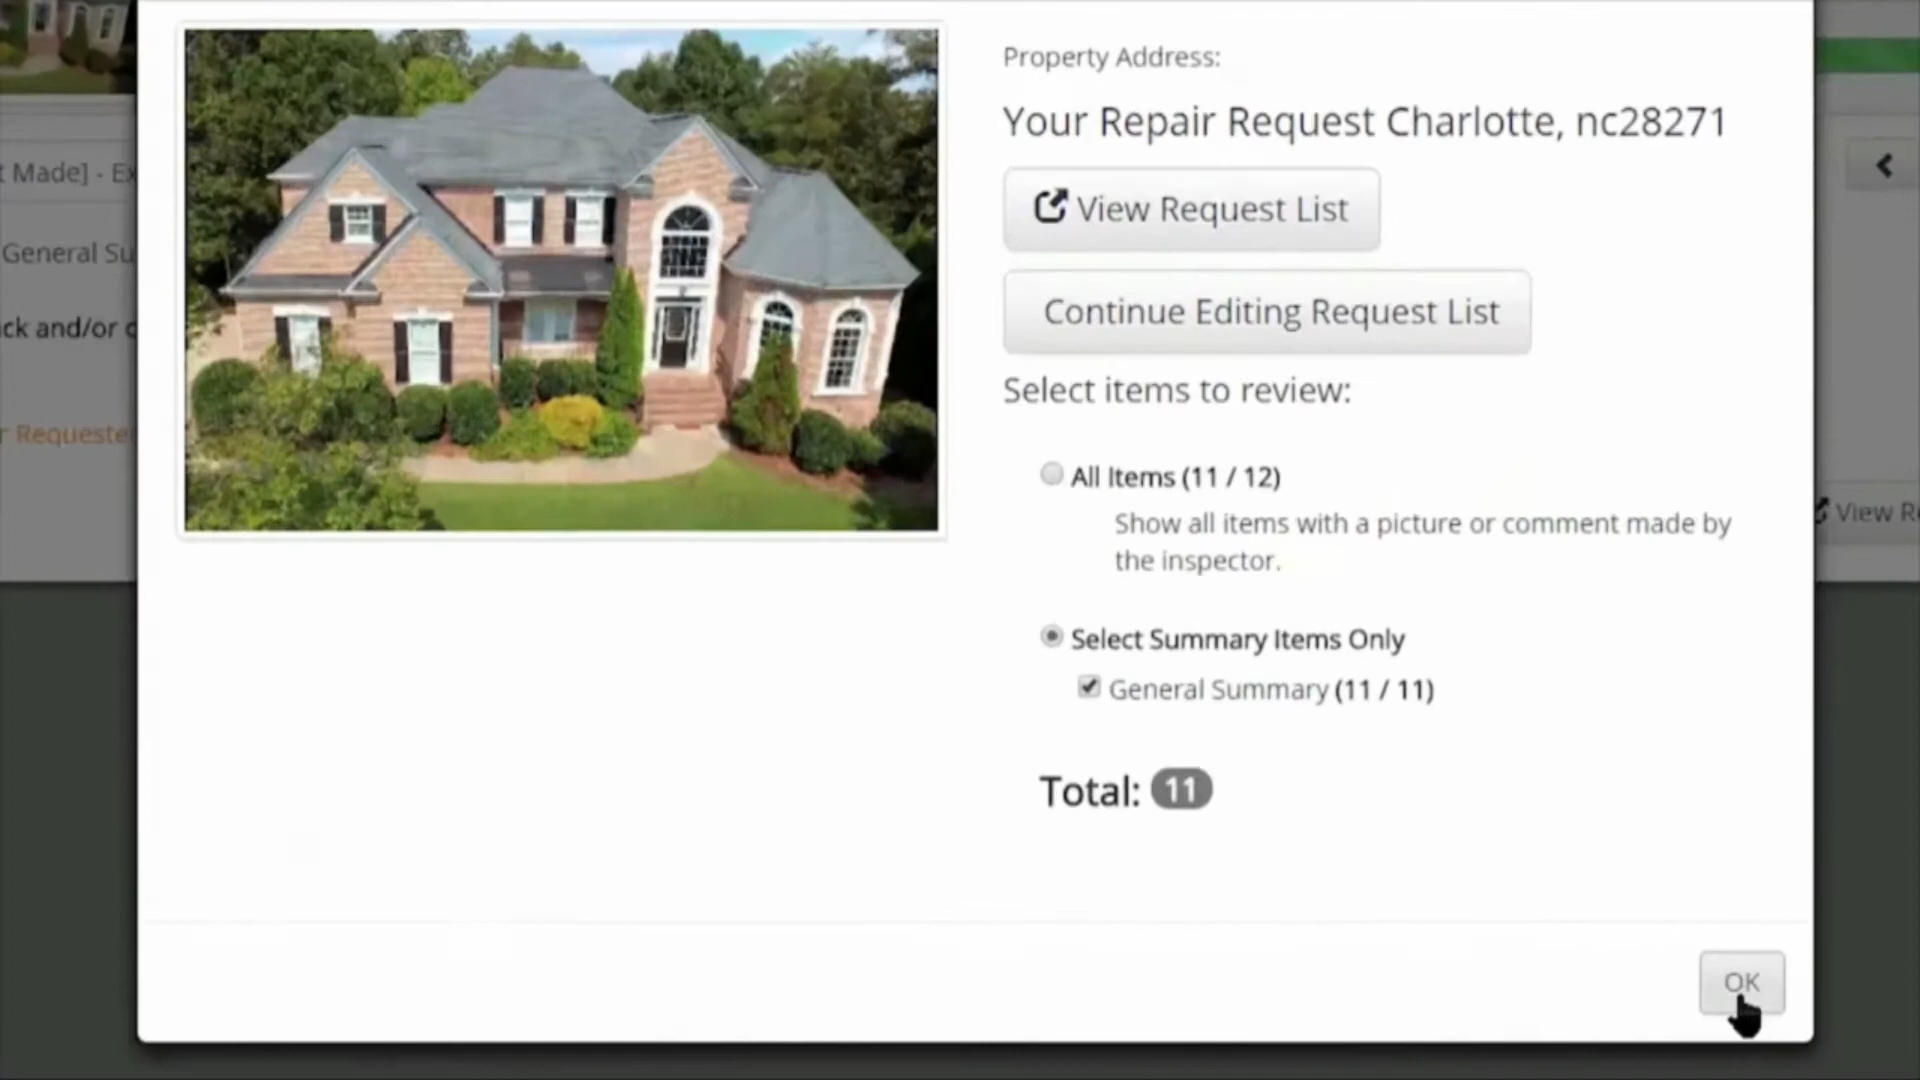 Property Address:
Your Repair Request Charlotte, nc28271
View Request List
Continue Editing Request List
Select items to review:
All Items (11 / 12)
Show all items with a picture or comment made by
the inspector.
Select Summary Items Only
General Summary (11 / 11)
Total: 11
OK
t Made] - Ex
General Su
ck and/or c
r Requeste
View Re